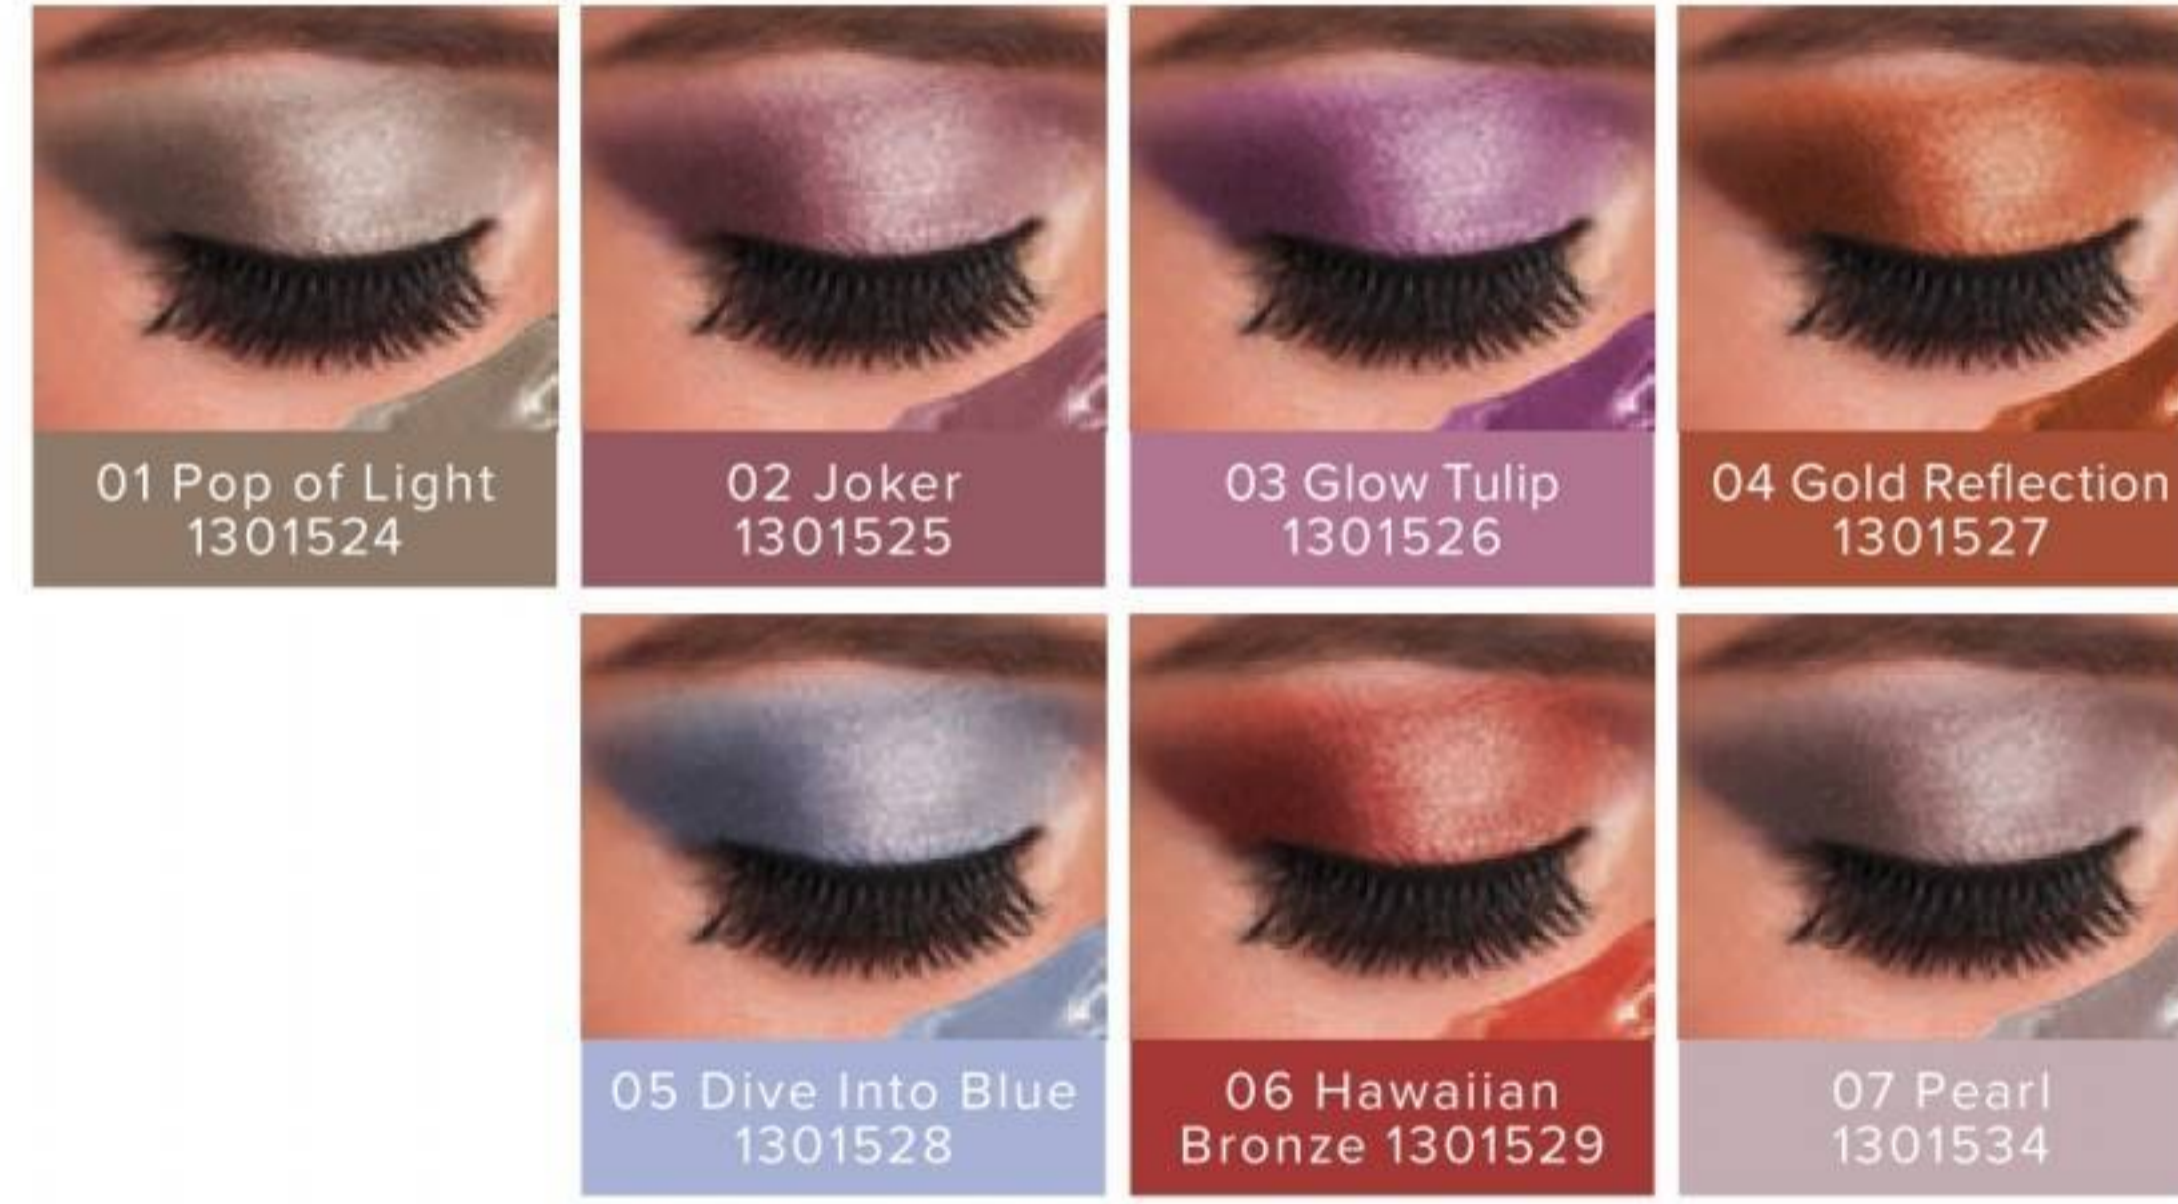 01 Pop of Light
1301524
02 Joker
1301525
03 Glow Tulip
1301526
04 Gold Reflection
1301527
05 Dive Into Blue
1301528
06 Hawaiian
Bronze 1301529
07 Pearl
1301534